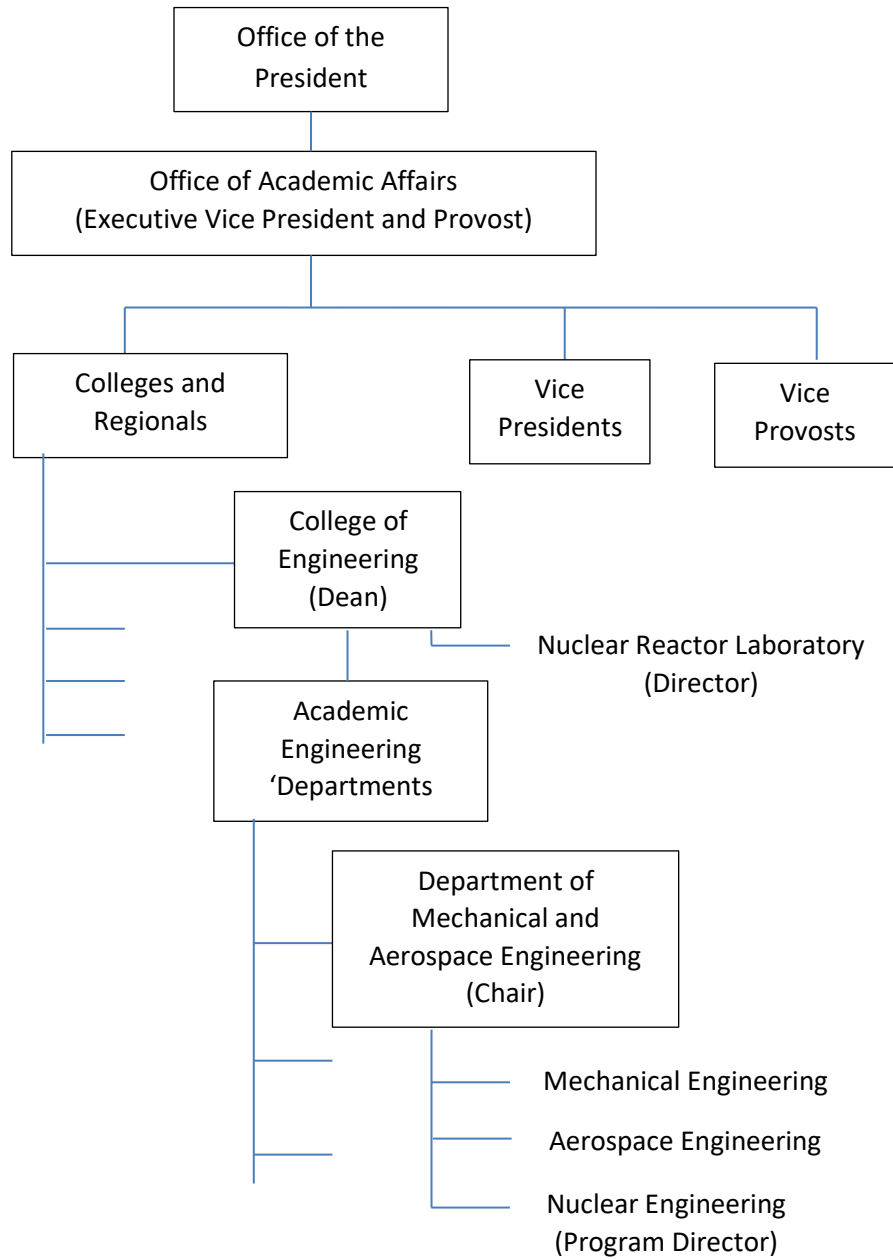 Office of the
President
Office of Academic Affairs
(Executive Vice President and Provost)
Colleges and
Regionals
Vice
Presidents
Vice
Provosts
College of
Engineering
(Dean)
Nuclear Reactor Laboratory
(Director)
Academic
Engineering
‘Departments
Department of
Mechanical and
Aerospace Engineering
(Chair)
Mechanical Engineering
Aerospace Engineering
Nuclear Engineering
(Program Director)